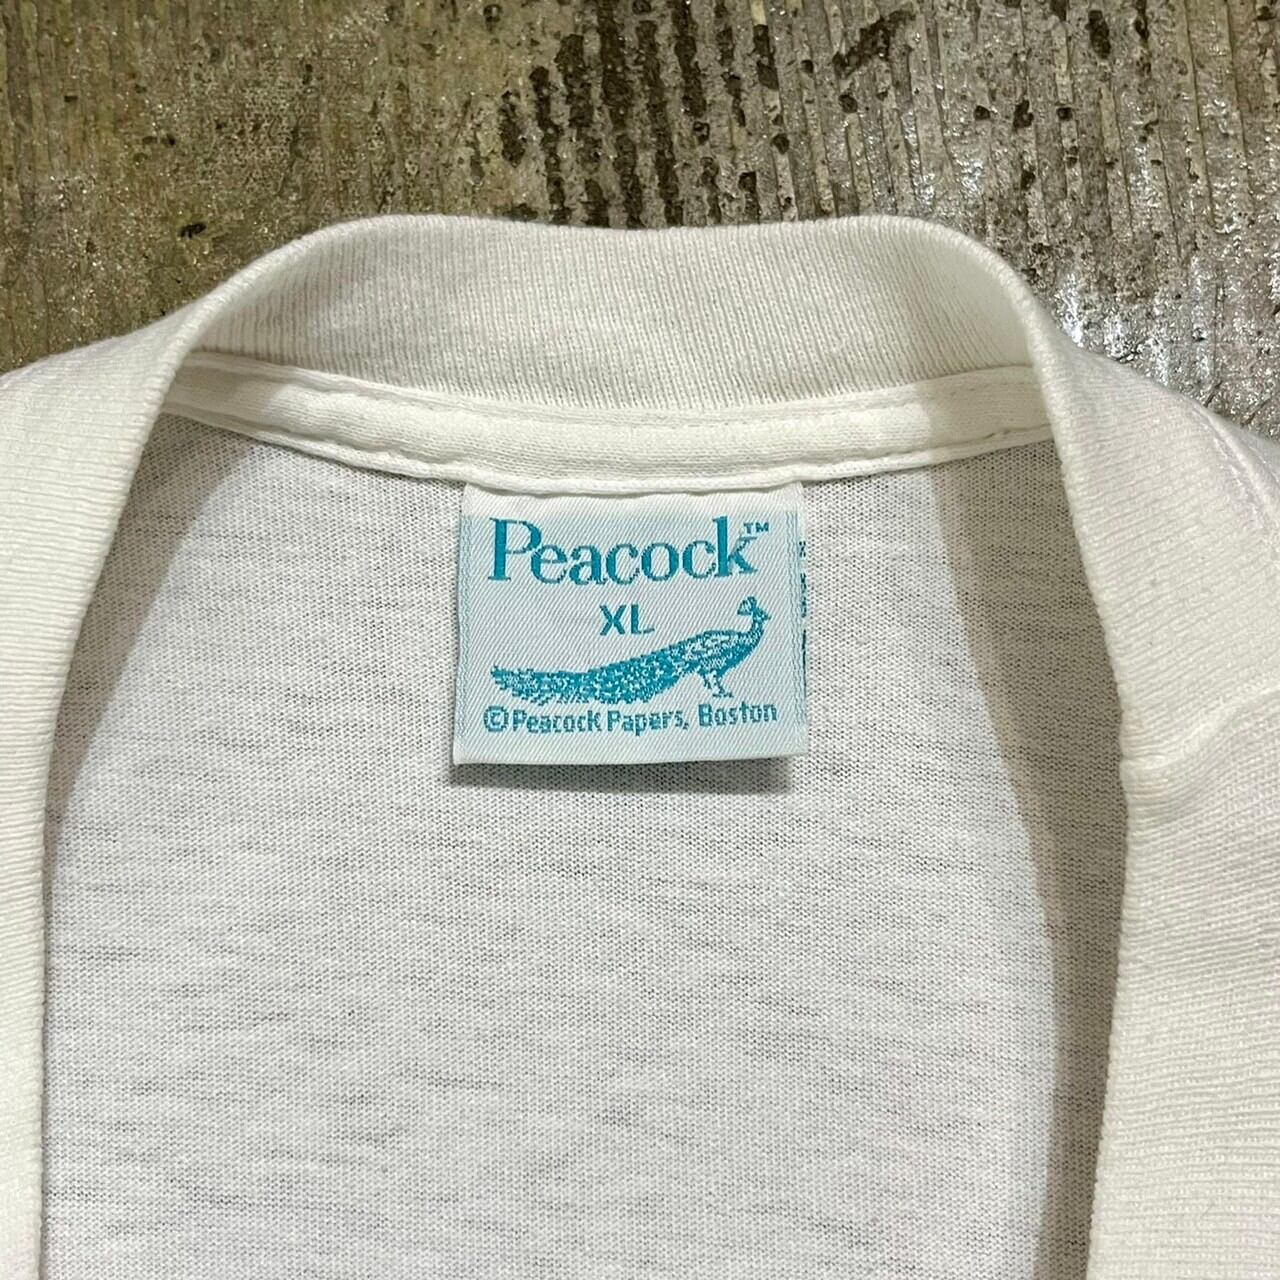 Peacock™
XL
©Peacock Papers, Boston